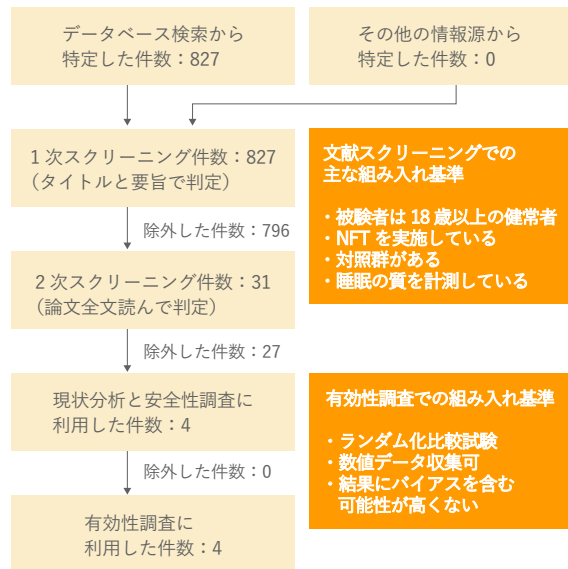 データベース検索から
特定した件数：827
その他の情報源から
特定した件数：0
1次スクリーニング件数：827
（タイトルと要旨で判定）
文献スクリーニングでの
主な組み入れ基準
・被験者は 18 歳以上の健常者
・NFT を実施している
・対照群がある
・睡眠の質を計測している
除外した件数：796
2次スクリーニング件数：31
（論文全文読んで判定）
除外した件数：27
現状分析と安全性調査に
利用した件数：4
有効性調査での組み入れ基準
・ランダム化比較試験
・数値データ収集可
・結果にバイアスを含む
可能性が高くない
除外した件数：0
有効性調査に
利用した件数：4